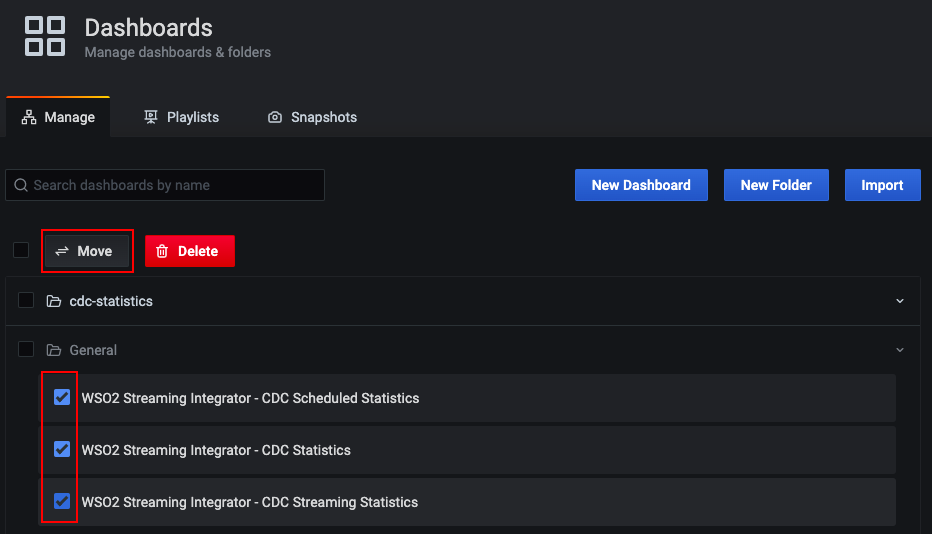 Dashboards
Manage dashboards & folders
Manage Playlists Snapshots
Search dashboards by name New Dashboard New Folder Import
Move Delete
cdc-statistics
General
WSO2 Streaming Integrator - CDC Scheduled Statistics
WSO2 Streaming Integrator - CDC Statistics
WSO2 Streaming Integrator - CDC Streaming Statistics